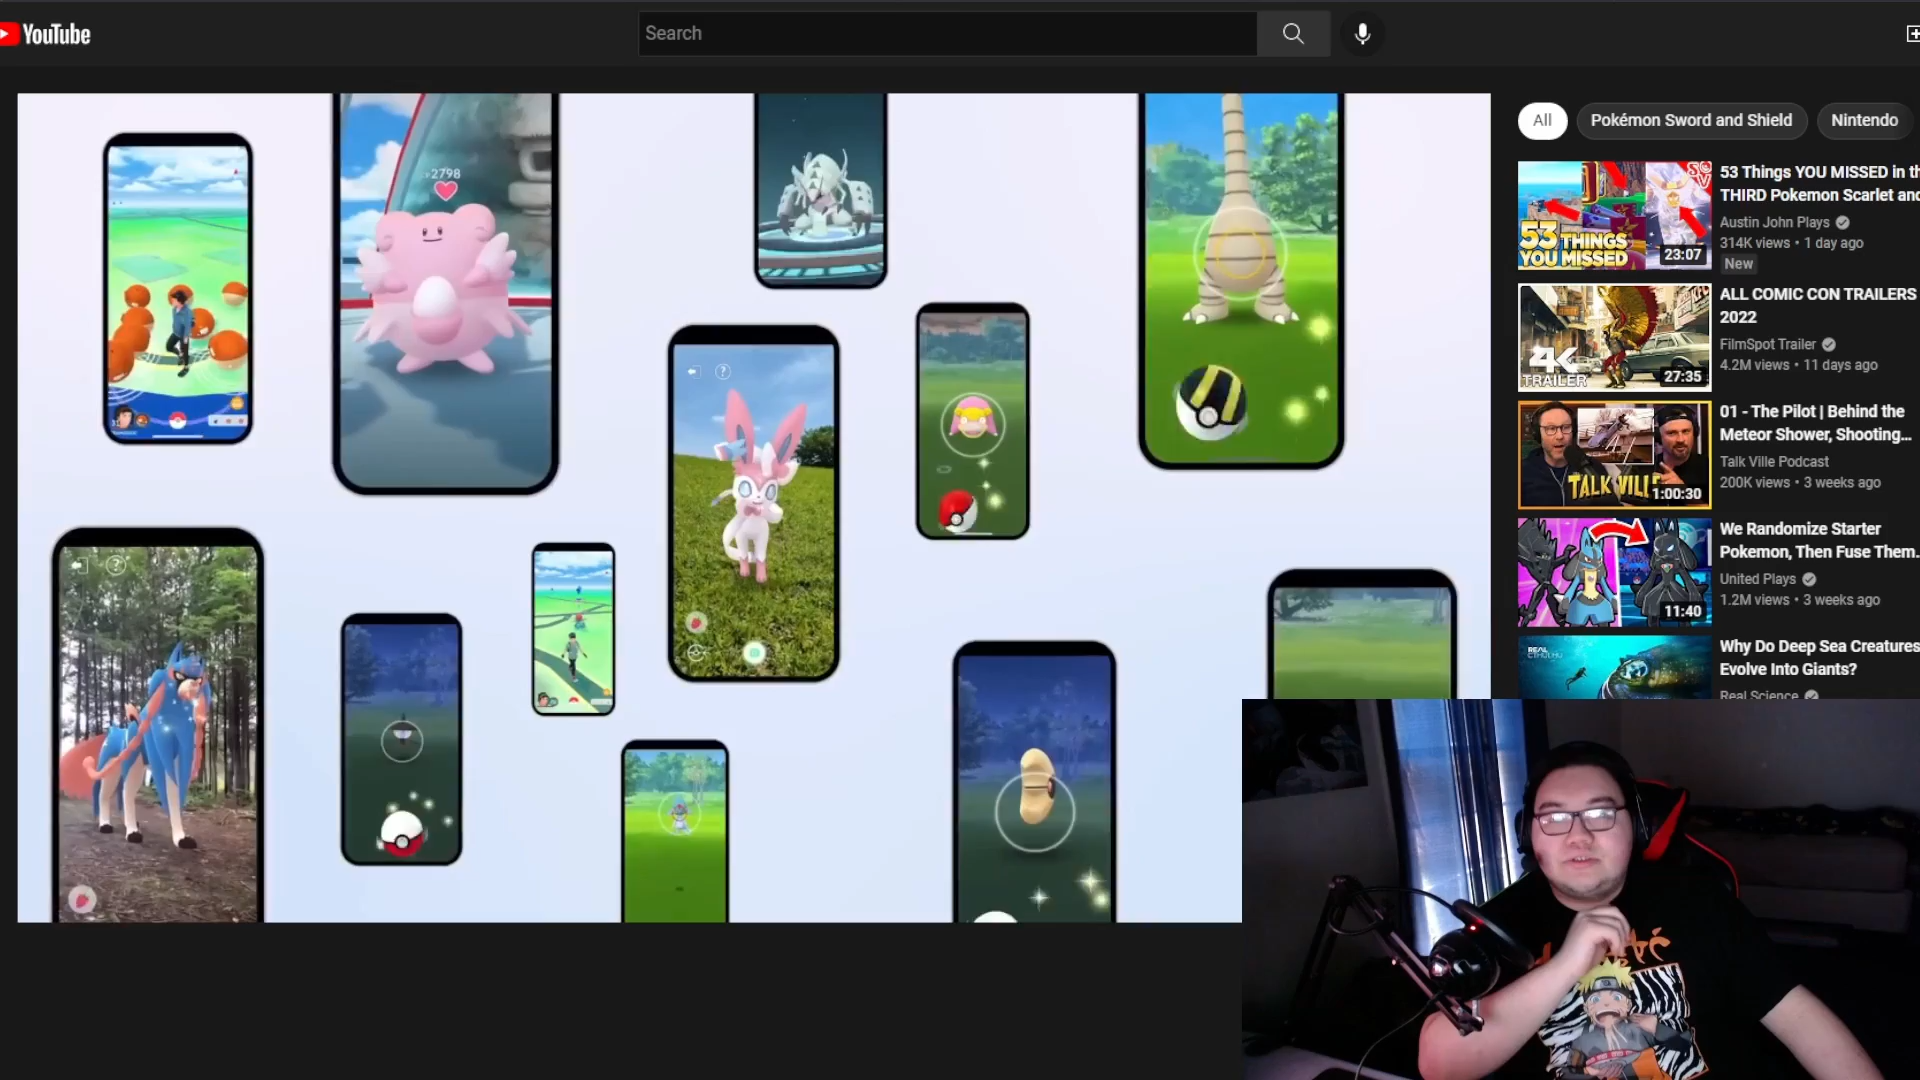 YouTube
Search
All
Pokémon Sword and Shield
Nintendo
2798
?
?
53 THINGS
YOU MISSED
23:07
53 Things YOU MISSED in th
THIRD Pokemon Scarlet and
Austin John Plays
314K views • 1 day ago
New
4K
TRAILER
27:35
ALL COMIC CON TRAILERS
2022
FilmSpot Trailer
4.2M views • 11 days ago
TALK VILL
1:00:30
01 - The Pilot | Behind the
Meteor Shower, Shooting...
Talk Ville Podcast
200K views • 3 weeks ago
11:40
We Randomize Starter
Pokemon, Then Fuse Them...
United Plays
1.2M views • 3 weeks ago
REAL
Why Do Deep Sea Creatures
Evolve Into Giants?
Real Science